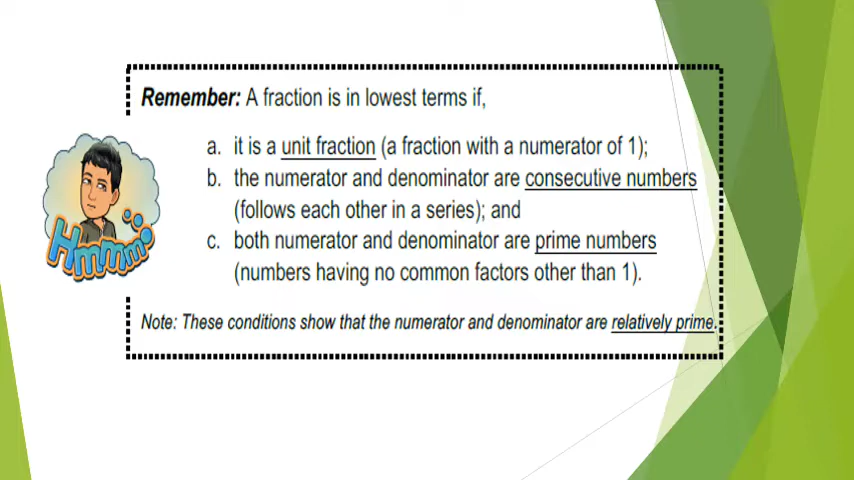 Remember: A fraction is in lowest terms if,
a. it is a unit fraction (a fraction with a numerator of 1);
b. the numerator and denominator are consecutive numbers
(follows each other in a series); and
c. both numerator and denominator are prime numbers
(numbers having no common factors other than 1).
Hmmm
Note: These conditions show that the numerator and denominator are relatively prime.